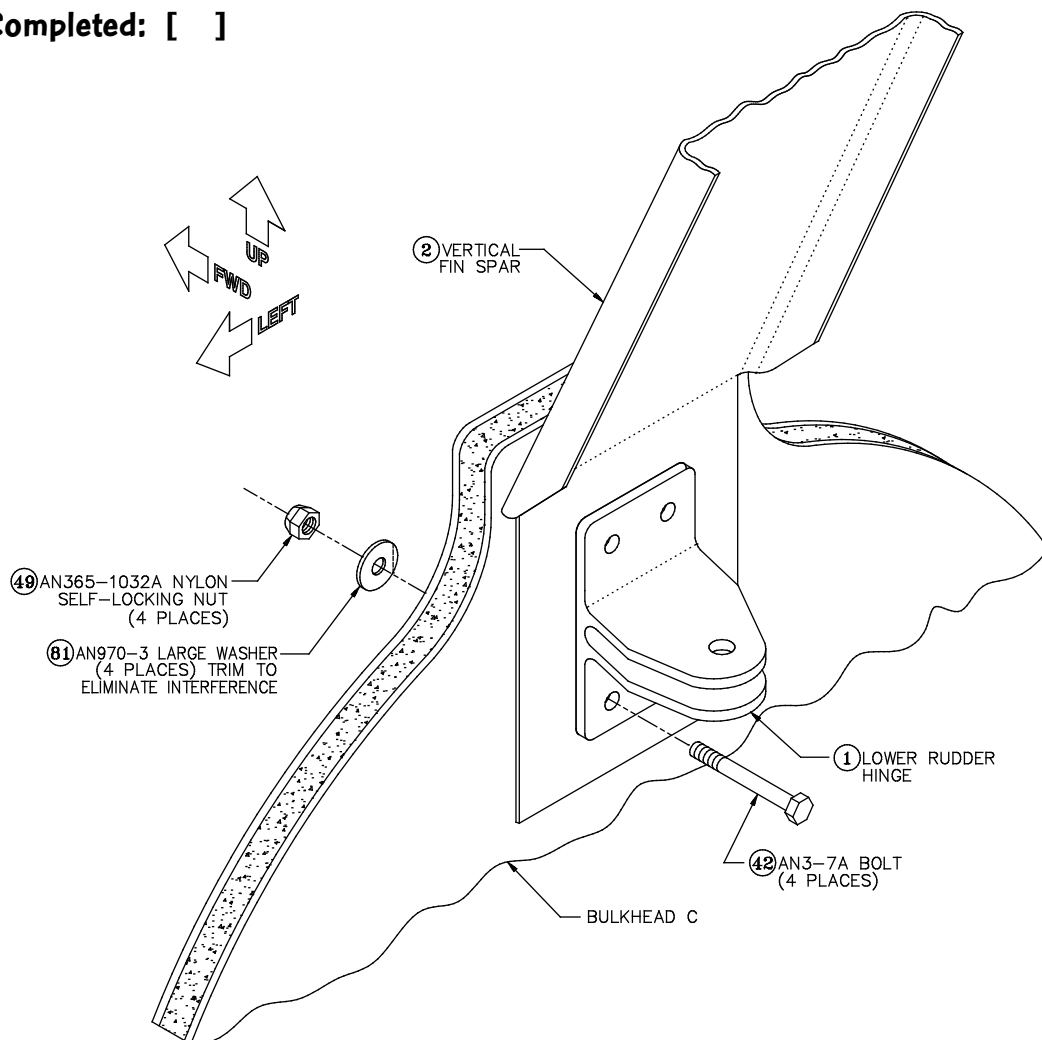 Completed: [ ]
UP
FWD
LEFT
2 VERTICAL
FIN SPAR
49 AN365-1032A NYLON
SELF-LOCKING NUT
(4 PLACES)
81 AN970-3 LARGE WASHER
(4 PLACES) TRIM TO
ELIMINATE INTERFERENCE
1 LOWER RUDDER
HINGE
42 AN3-7A BOLT
(4 PLACES)
BULKHEAD C